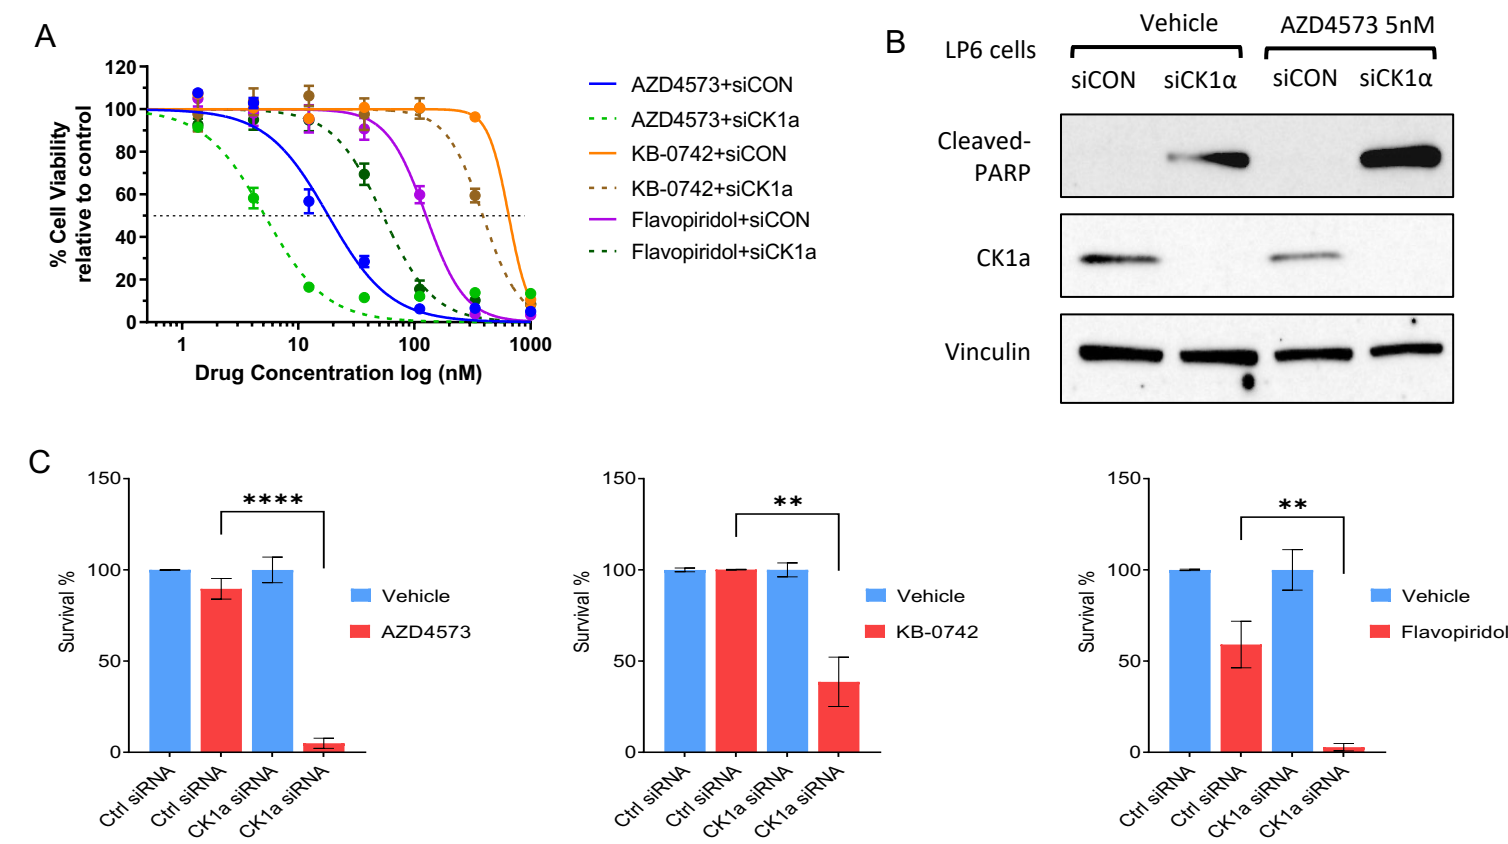 A
% Cell Viability
relative to control
120
100
80
60
40
20
0
1 10 100 1000
Drug Concentration log (nM)
AZD4573+siCON
AZD4573+siCK1a
KB-0742+siCON
KB-0742+siCK1a
Flavopiridol+siCON
Flavopiridol+siCK1a
B
LP6 cells
Vehicle AZD4573 5nM
siCON siCK1α siCON siCK1α
Cleaved-
PARP
CK1a
Vinculin
C
Survival %
150
100
50
0
****
Vehicle
AZD4573
Ctrl siRNA
Ctrl siRNA
CK1a siRNA
CK1a siRNA
Survival %
150
100
50
0
**
Vehicle
KB-0742
Ctrl siRNA
Ctrl siRNA
CK1a siRNA
CK1a siRNA
Survival %
150
100
50
0
**
Vehicle
Flavopiridol
Ctrl siRNA
Ctrl siRNA
CK1a siRNA
CK1a siRNA